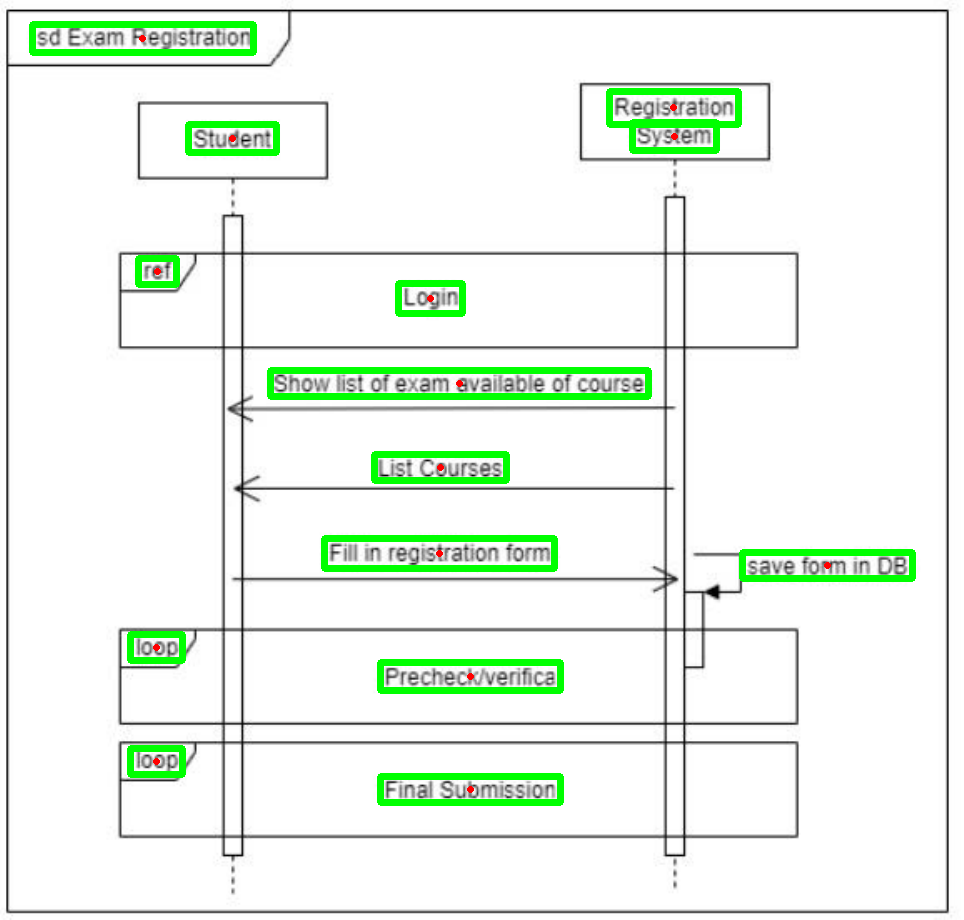 sd Exam Registration
Registration
System
Student
ref
Login
Show list of exam available of course
List Courses
Fill in registration form
save form in DB
loop
Precheck/verifica
loop
Final Submission